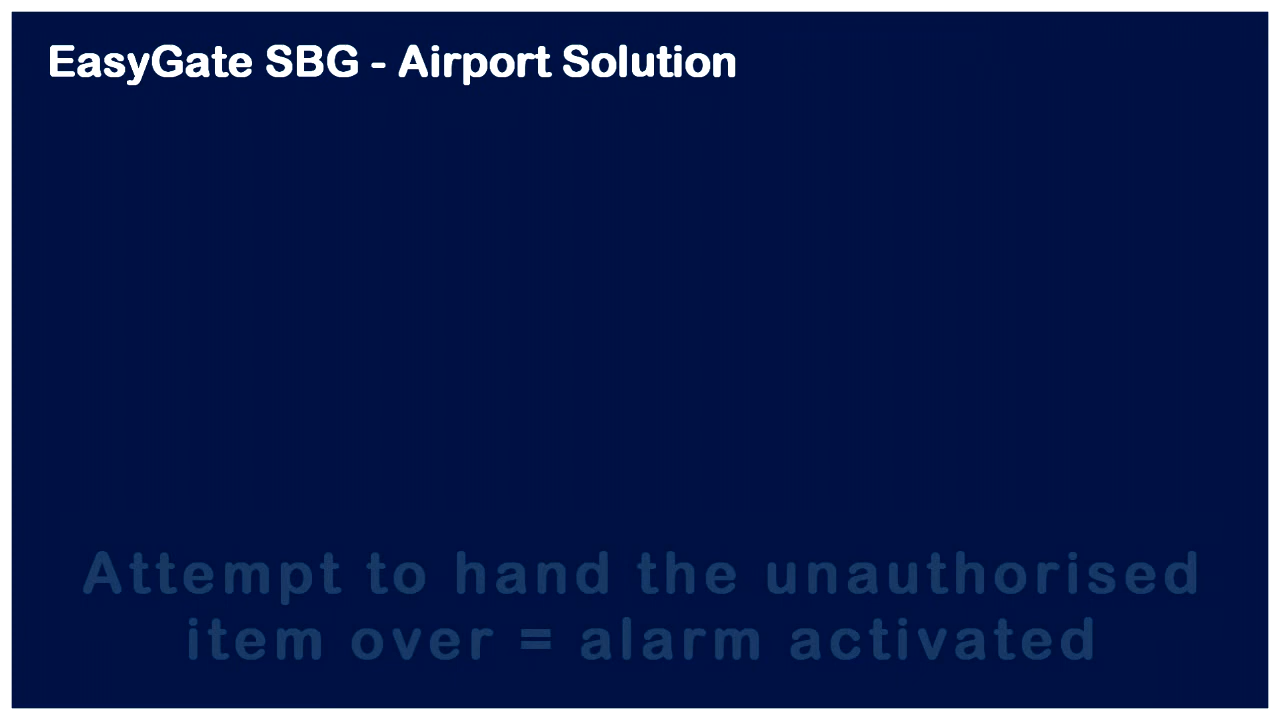 EasyGate SBG - Airport Solution
Attempt to hand the unauthorised
item over = alarm activated